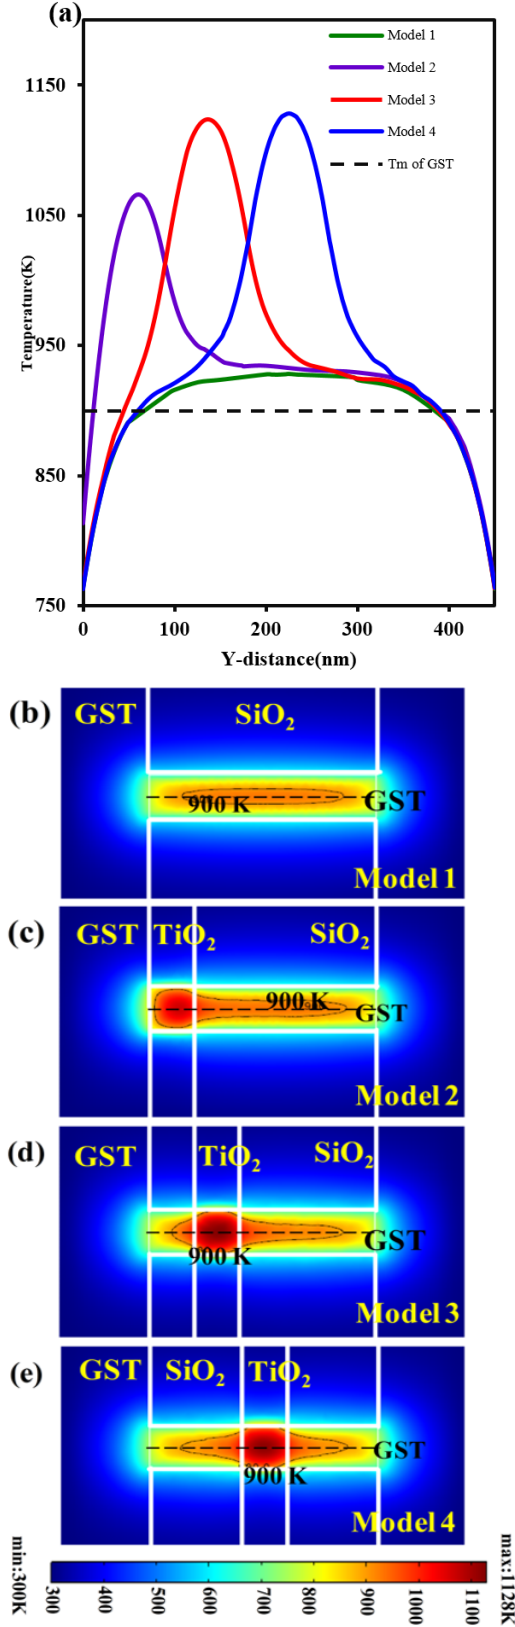 (a)
Model 1
Model 2
Model 3
Model 4
Tm of GST
1150
1050
950
850
750
Temperature(K)
0 100 200 300 400
Y-distance(nm)
(b) GST SiO₂
900 K GST
Model 1
(c) GST TiO₂ SiO₂
900 K GST
Model 2
(d) GST TiO₂ SiO₂
900 K GST
Model 3
(e) GST SiO₂ TiO₂
900 K GST
Model 4
min:300K 300 400 500 600 700 800 900 1000 1100 max:1128K